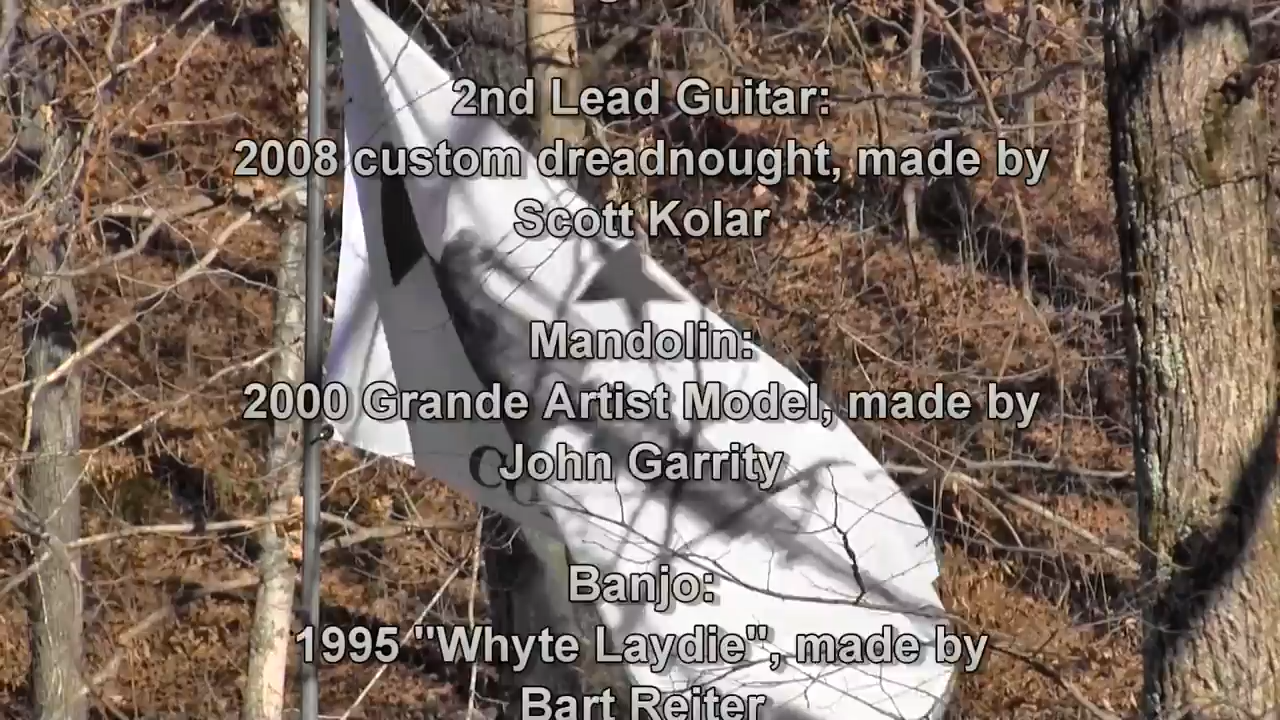 2nd Lead Guitar:
2008 custom dreadnought, made by
Scott Kolar
Mandolin:
2000 Grande Artist Model, made by
John Garrity
Banjo:
1995 "Whyte Laydie", made by
Bart Reiter